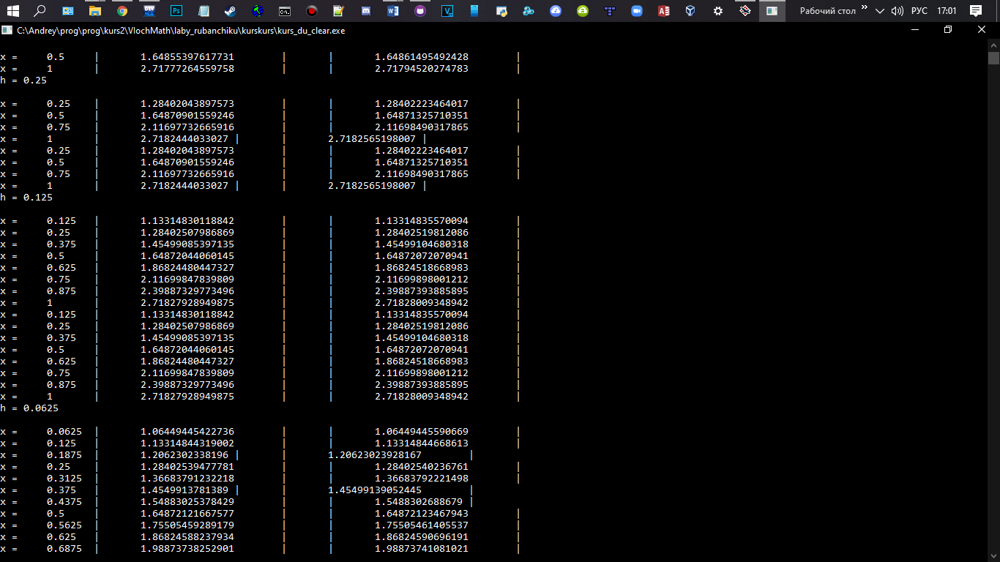 Рабочий стол » РУС 17:01
C:\Andrey\prog\prog\kurs2\VlochMath\laby_rubanchiku\kurskurs\kurs_du_clear.exe
x = 0.5 | 1.64855397617731 | | 1.64861495492428 |
x = 1 | 2.71777264559758 | | 2.71794520274783 |
h = 0.25
x = 0.25 | 1.28402043897573 | | 1.28402223464017 |
x = 0.5 | 1.64870901559246 | | 1.64871325710351 |
x = 0.75 | 2.11697732665916 | | 2.11698490317865 |
x = 1 | 2.7182444033027 | | 2.7182565198007 |
x = 0.25 | 1.28402043897573 | | 1.28402223464017 |
x = 0.5 | 1.64870901559246 | | 1.64871325710351 |
x = 0.75 | 2.11697732665916 | | 2.11698490317865 |
x = 1 | 2.7182444033027 | | 2.7182565198007 |
h = 0.125
x = 0.125 | 1.13314830118842 | | 1.13314835570094 |
x = 0.25 | 1.28402507986869 | | 1.28402519812086 |
x = 0.375 | 1.45499085397135 | | 1.45499104680318 |
x = 0.5 | 1.64872044060145 | | 1.64872072070941 |
x = 0.625 | 1.86824480447327 | | 1.86824518668983 |
x = 0.75 | 2.11699847839809 | | 2.11699898001212 |
x = 0.875 | 2.39887329773496 | | 2.39887393885895 |
x = 1 | 2.71827928949875 | | 2.71828009348942 |
x = 0.125 | 1.13314830118842 | | 1.13314835570094 |
x = 0.25 | 1.28402507986869 | | 1.28402519812086 |
x = 0.375 | 1.45499085397135 | | 1.45499104680318 |
x = 0.5 | 1.64872044060145 | | 1.64872072070941 |
x = 0.625 | 1.86824480447327 | | 1.86824518668983 |
x = 0.75 | 2.11699847839809 | | 2.11699898001212 |
x = 0.875 | 2.39887329773496 | | 2.39887393885895 |
x = 1 | 2.71827928949875 | | 2.71828009348942 |
h = 0.0625
x = 0.0625 | 1.06449445422736 | | 1.06449445590669 |
x = 0.125 | 1.13314844319002 | | 1.13314844668613 |
x = 0.1875 | 1.2062302338196 | | 1.20623023928167 |
x = 0.25 | 1.28402539477781 | | 1.28402540236761 |
x = 0.3125 | 1.36683791232218 | | 1.36683792221498 |
x = 0.375 | 1.4549913781389 | | 1.45499139052445 |
x = 0.4375 | 1.54883025378429 | | 1.5488302688679 |
x = 0.5 | 1.64872121667577 | | 1.64872123467943 |
x = 0.5625 | 1.75505459289179 | | 1.75505461405537 |
x = 0.625 | 1.86824588237934 | | 1.86824590696191 |
x = 0.6875 | 1.98873738252901 | | 1.98873741081021 |